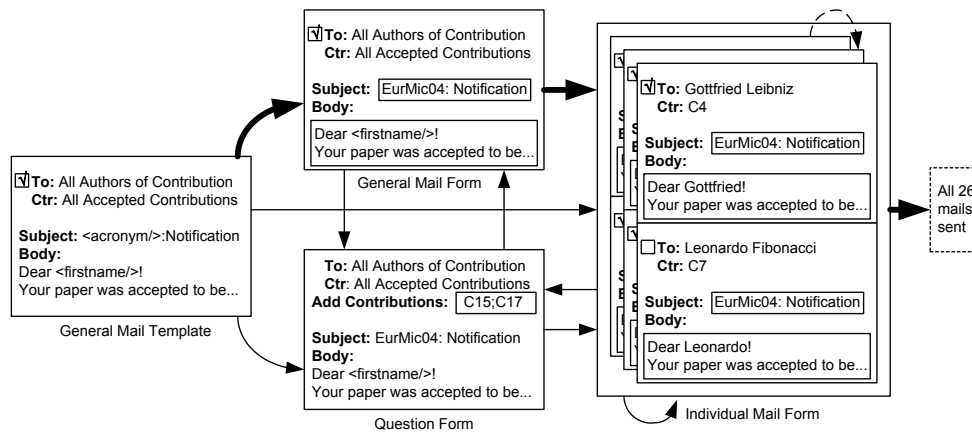 To: All Authors of Contribution
Ctr: All Accepted Contributions
Subject: EurMic04: Notification
Body:
Dear <firstname/>!
Your paper was accepted to be...
General Mail Form
To: All Authors of Contribution
Ctr: All Accepted Contributions
Subject: <acronym/>:Notification
Body:
Dear <firstname/>!
Your paper was accepted to be...
General Mail Template
To: All Authors of Contribution
Ctr: All Accepted Contributions
Add Contributions: C15;C17
Subject: EurMic04: Notification
Body:
Dear <firstname/>!
Your paper was accepted to be...
Question Form
To: Gottfried Leibniz
Ctr: C4
Subject: EurMic04: Notification
Body:
Dear Gottfried!
Your paper was accepted to be...
To: Leonardo Fibonacci
Ctr: C7
Subject: EurMic04: Notification
Body:
Dear Leonardo!
Your paper was accepted to be...
Individual Mail Form
All 26
mails
sent